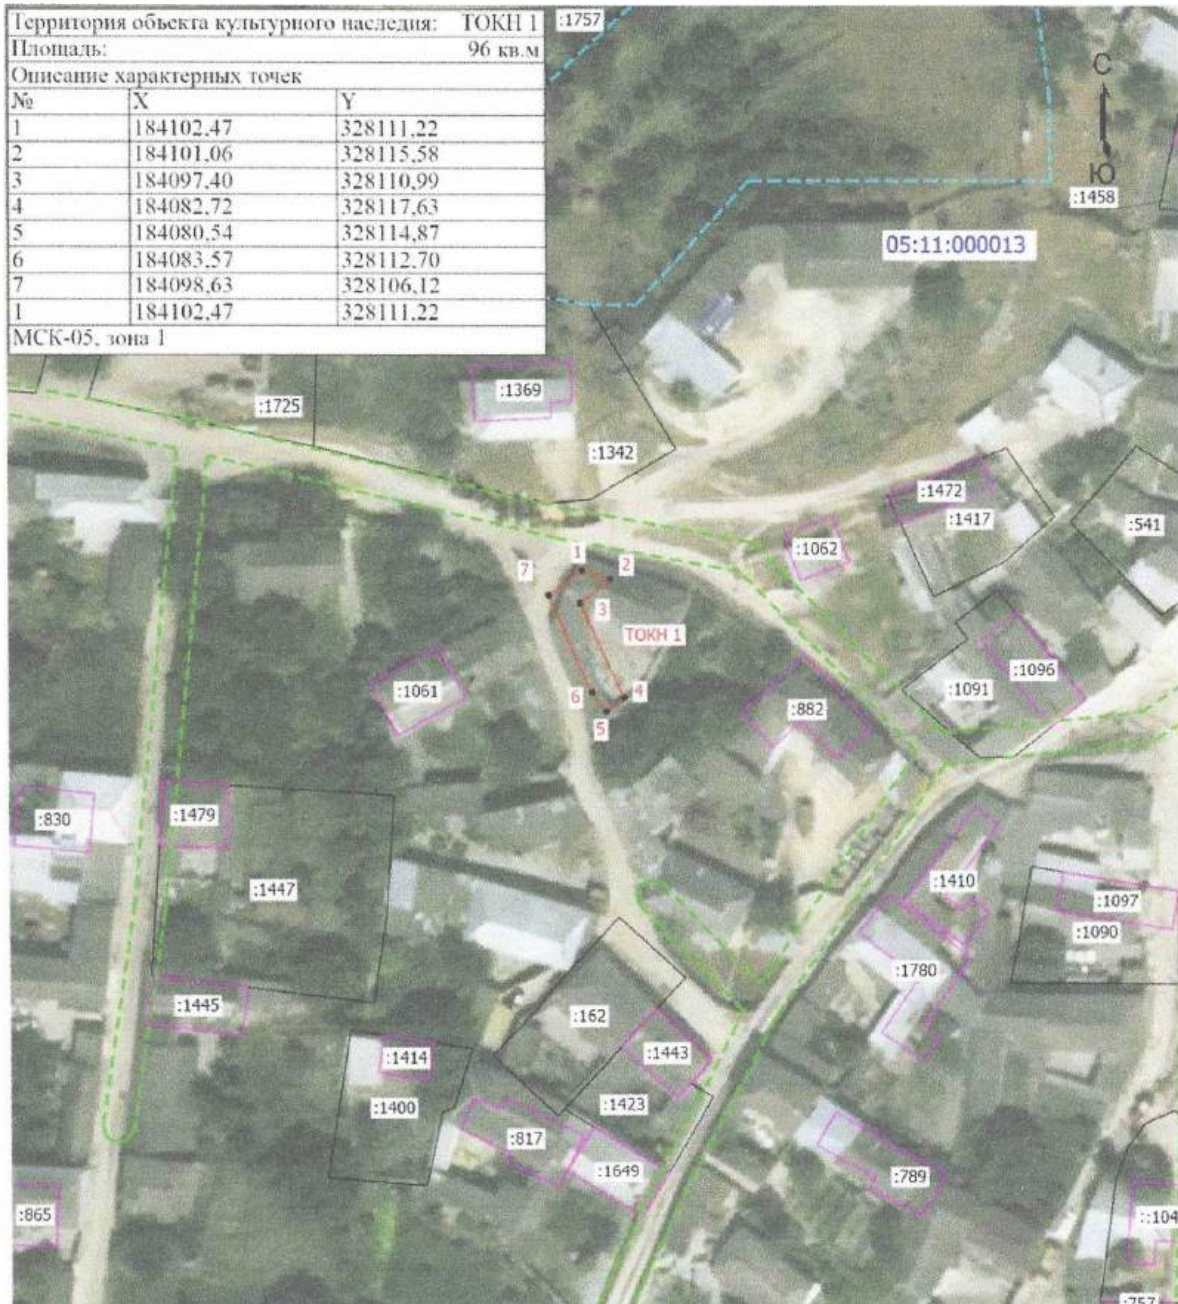 Территория объекта культурного наследия: ТОКН 1
Площадь: 96 кв.м
Описание характерных точек
№ X Y
1 184102,47 328111,22
2 184101,06 328115,58
3 184097,40 328110,99
4 184082,72 328117,63
5 184080,54 328114,87
6 184083,57 328112,70
7 184098,63 328106,12
1 184102,47 328111,22
МСК-05, зона 1
:1757
С
Ю
:1458
05:11:000013
:1369
:1725
:1342
:1472
:1417
:541
:1062
1
2
7
3
ТОКН 1
:1061
6
4
5
:1096
:1091
:882
:830
:1479
:1447
:1410
:1097
:1090
:1780
:1445
:162
:1443
:1414
:1400
:1423
:817
:1649
:789
:865
:104
:757